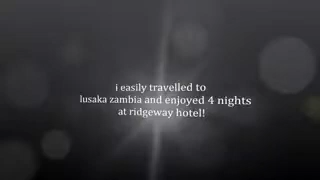 i easily travelled to
lusaka zambia and enjoyed 4 nights
at ridgeway hotel!